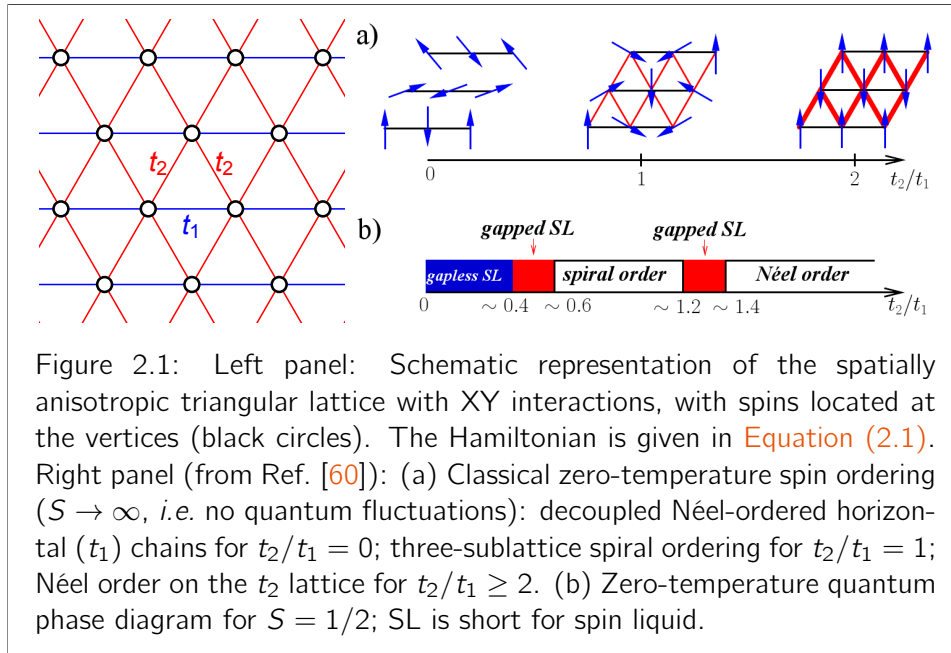 a)
t2 t2
t1
0 1 2 t2/t1
b)
gapped SL gapped SL
gapless SL spiral order Néel order
0 ∼ 0.4 ∼ 0.6 ∼ 1.2 ∼ 1.4 t2/t1
Figure 2.1: Left panel: Schematic representation of the spatially
anisotropic triangular lattice with XY interactions, with spins located at
the vertices (black circles). The Hamiltonian is given in Equation (2.1).
Right panel (from Ref. [60]): (a) Classical zero-temperature spin ordering
(S → ∞, i.e. no quantum fluctuations): decoupled Néel-ordered horizon-
tal (t1) chains for t2/t1 = 0; three-sublattice spiral ordering for t2/t1 = 1;
Néel order on the t2 lattice for t2/t1 ≥ 2. (b) Zero-temperature quantum
phase diagram for S = 1/2; SL is short for spin liquid.